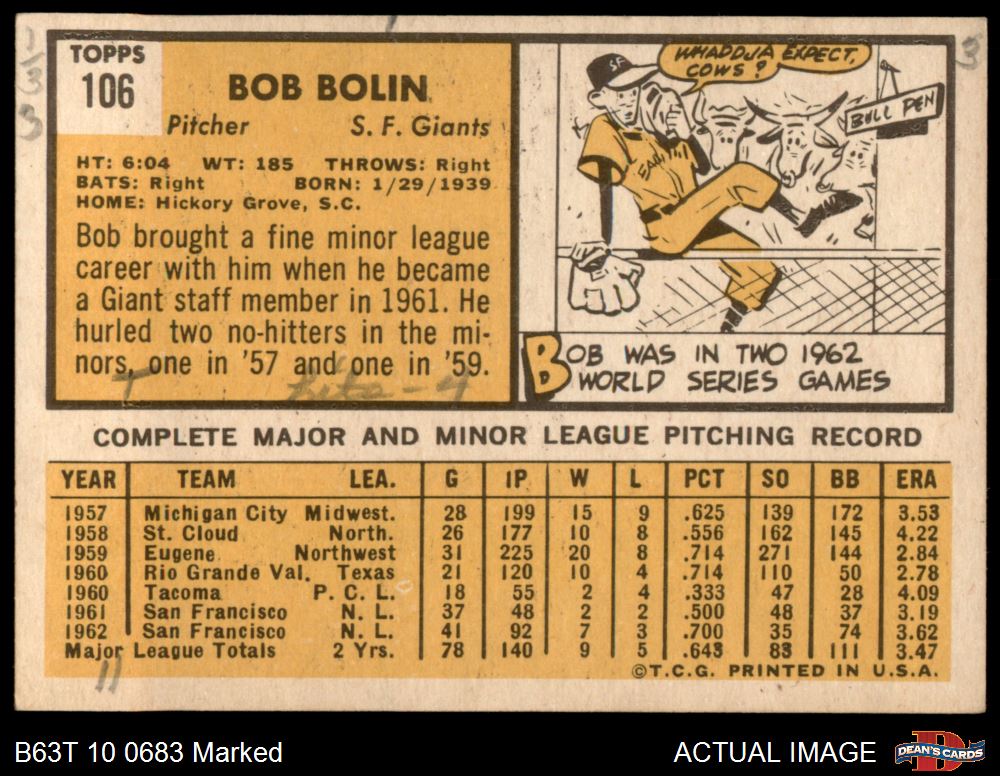 TOPPS
106
BOB BOLIN
Pitcher S. F. Giants
HT: 6:04 WT: 185 THROWS: Right
BATS: Right BORN: 1/29/1939
HOME: Hickory Grove, S.C.
Bob brought a fine minor league
career with him when he became
a Giant staff member in 1961. He
hurled two no-hitters in the mi-
nors, one in '57 and one in '59.
WHADDJA EXPECT,
COWS?
SF
BULL PEN
BOB WAS IN TWO 1962
WORLD SERIES GAMES
COMPLETE MAJOR AND MINOR LEAGUE PITCHING RECORD
YEAR TEAM LEA. G IP W L PCT SO BB ERA
1957 Michigan City Midwest. 28 199 15 9 .625 139 172 3.53
1958 St. Cloud North. 26 177 10 8 .556 162 145 4.22
1959 Eugene Northwest 31 225 20 8 .714 271 144 2.84
1960 Rio Grande Val. Texas 21 120 10 4 .714 110 50 2.78
1960 Tacoma P. C. L. 18 55 2 4 .333 47 28 4.09
1961 San Francisco N. L. 37 48 2 2 .500 48 37 3.19
1962 San Francisco N. L. 41 92 7 3 .700 35 74 3.62
Major League Totals 2 Yrs. 78 140 9 5 .643 83 111 3.47
©T.C.G. PRINTED IN U.S.A.
11
B63T 10 0683 Marked
ACTUAL IMAGE
DEAN'S CARDS